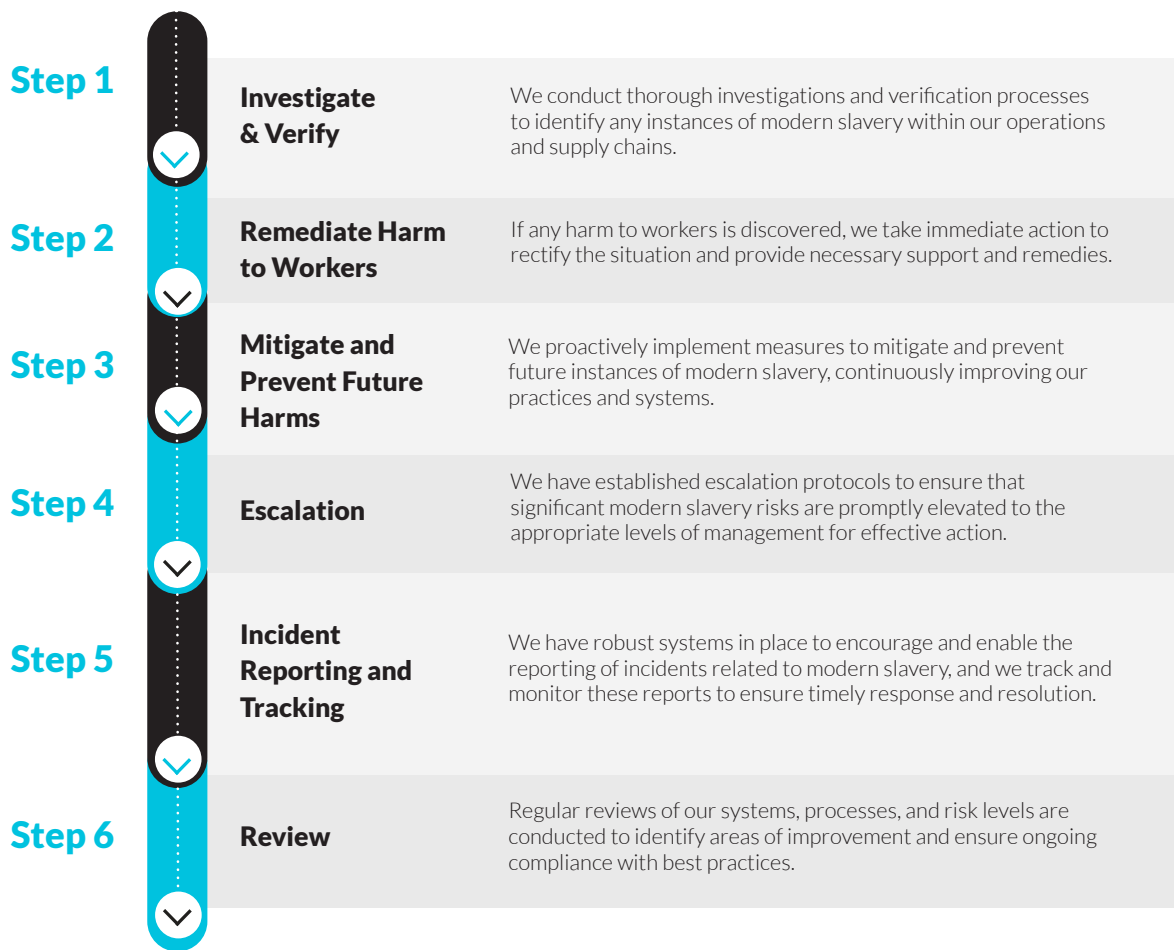 Step 1
Investigate
& Verify
We conduct thorough investigations and verification processes
to identify any instances of modern slavery within our operations
and supply chains.
Step 2
Remediate Harm
to Workers
If any harm to workers is discovered, we take immediate action to
rectify the situation and provide necessary support and remedies.
Step 3
Mitigate and
Prevent Future
Harms
We proactively implement measures to mitigate and prevent
future instances of modern slavery, continuously improving our
practices and systems.
Step 4
Escalation
We have established escalation protocols to ensure that
significant modern slavery risks are promptly elevated to the
appropriate levels of management for effective action.
Step 5
Incident
Reporting and
Tracking
We have robust systems in place to encourage and enable the
reporting of incidents related to modern slavery, and we track and
monitor these reports to ensure timely response and resolution.
Step 6
Review
Regular reviews of our systems, processes, and risk levels are
conducted to identify areas of improvement and ensure ongoing
compliance with best practices.